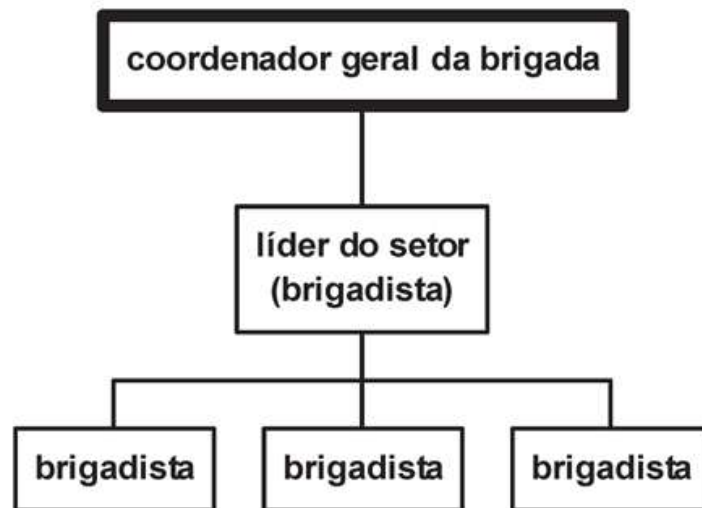 coordenador geral da brigada
líder do setor
(brigadista)
brigadista
brigadista
brigadista